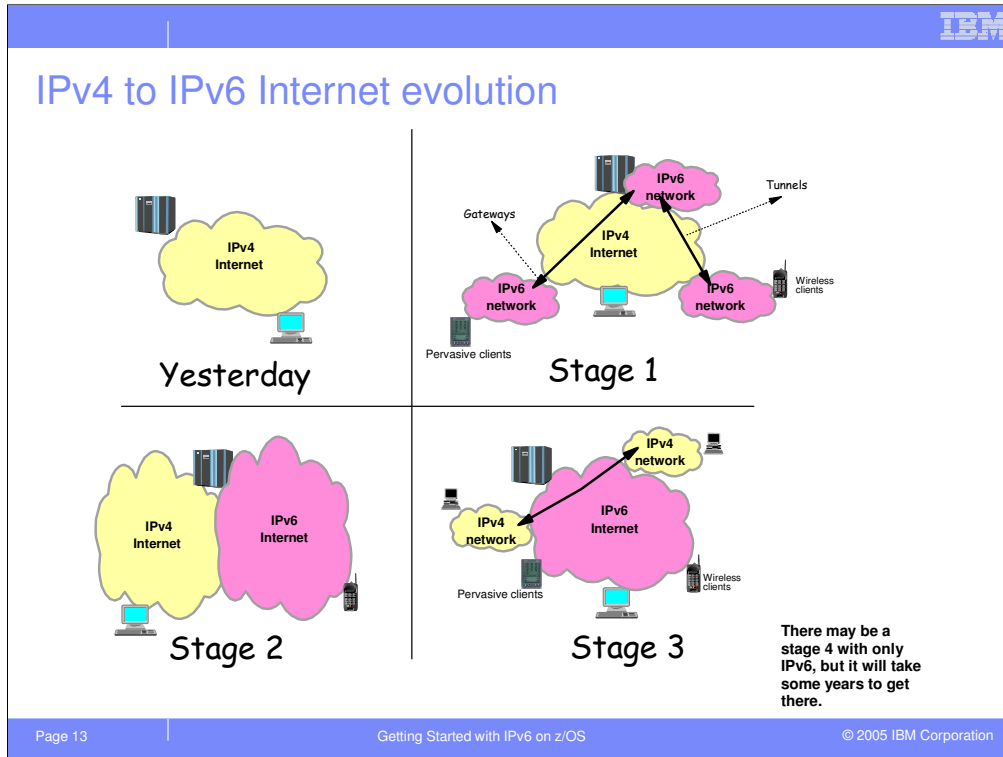 IBM
IPv4 to IPv6 Internet evolution
IPv4
Internet
Yesterday
IPv6
network
Tunnels
Gateways
IPv4
Internet
IPv6
network
IPv6
network
Wireless
clients
Pervasive clients
Stage 1
IPv4
Internet
IPv6
Internet
Stage 2
IPv4
network
IPv4
network
IPv6
Internet
Pervasive clients
Wireless
clients
Stage 3
There may be a
stage 4 with only
IPv6, but it will take
some years to get
there.
Page 13
Getting Started with IPv6 on z/OS
© 2005 IBM Corporation